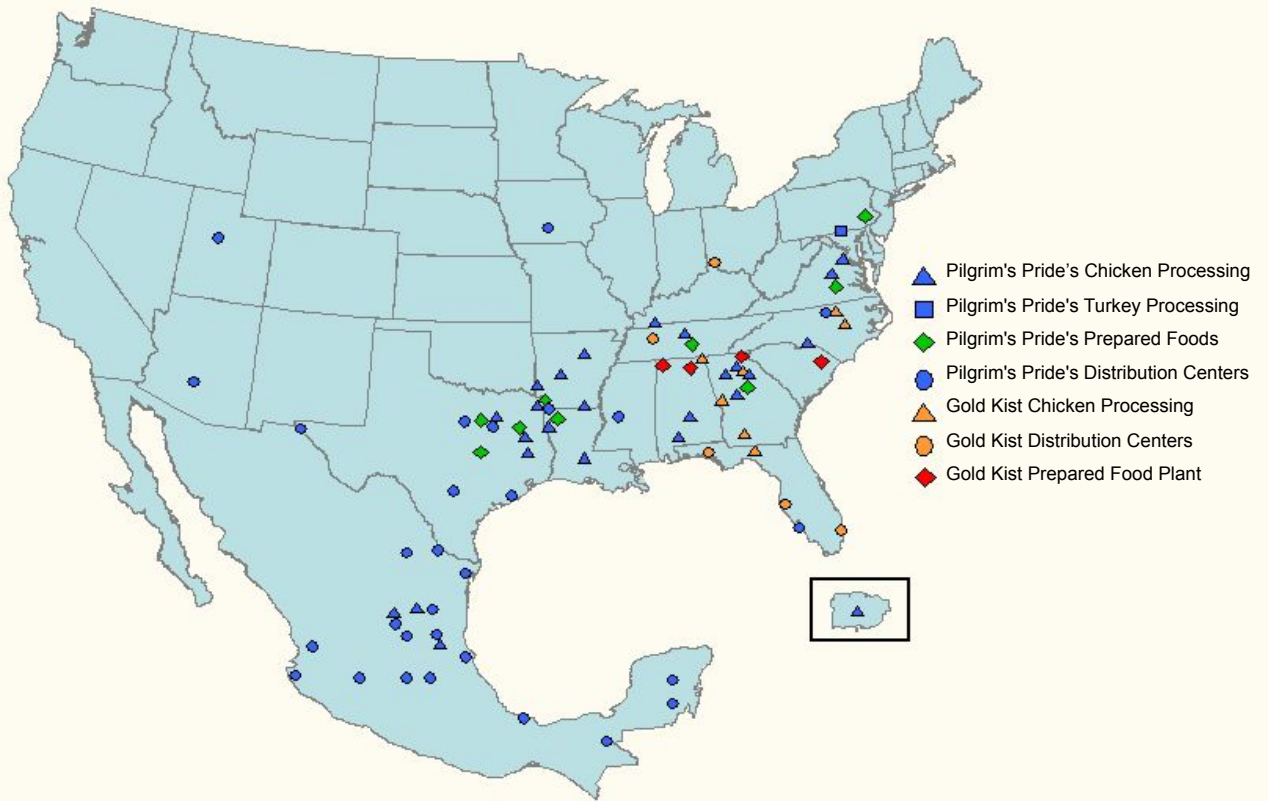 Pilgrim's Pride’s Chicken Processing
Pilgrim's Pride's Turkey Processing
Pilgrim's Pride's Prepared Foods
Pilgrim's Pride's Distribution Centers
Gold Kist Chicken Processing
Gold Kist Distribution Centers
Gold Kist Prepared Food Plant